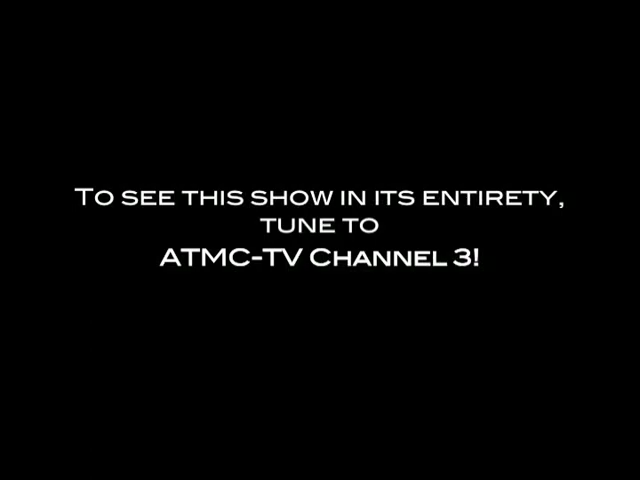 To see this show in its entirety,
tune to
ATMC-TV Channel 3!